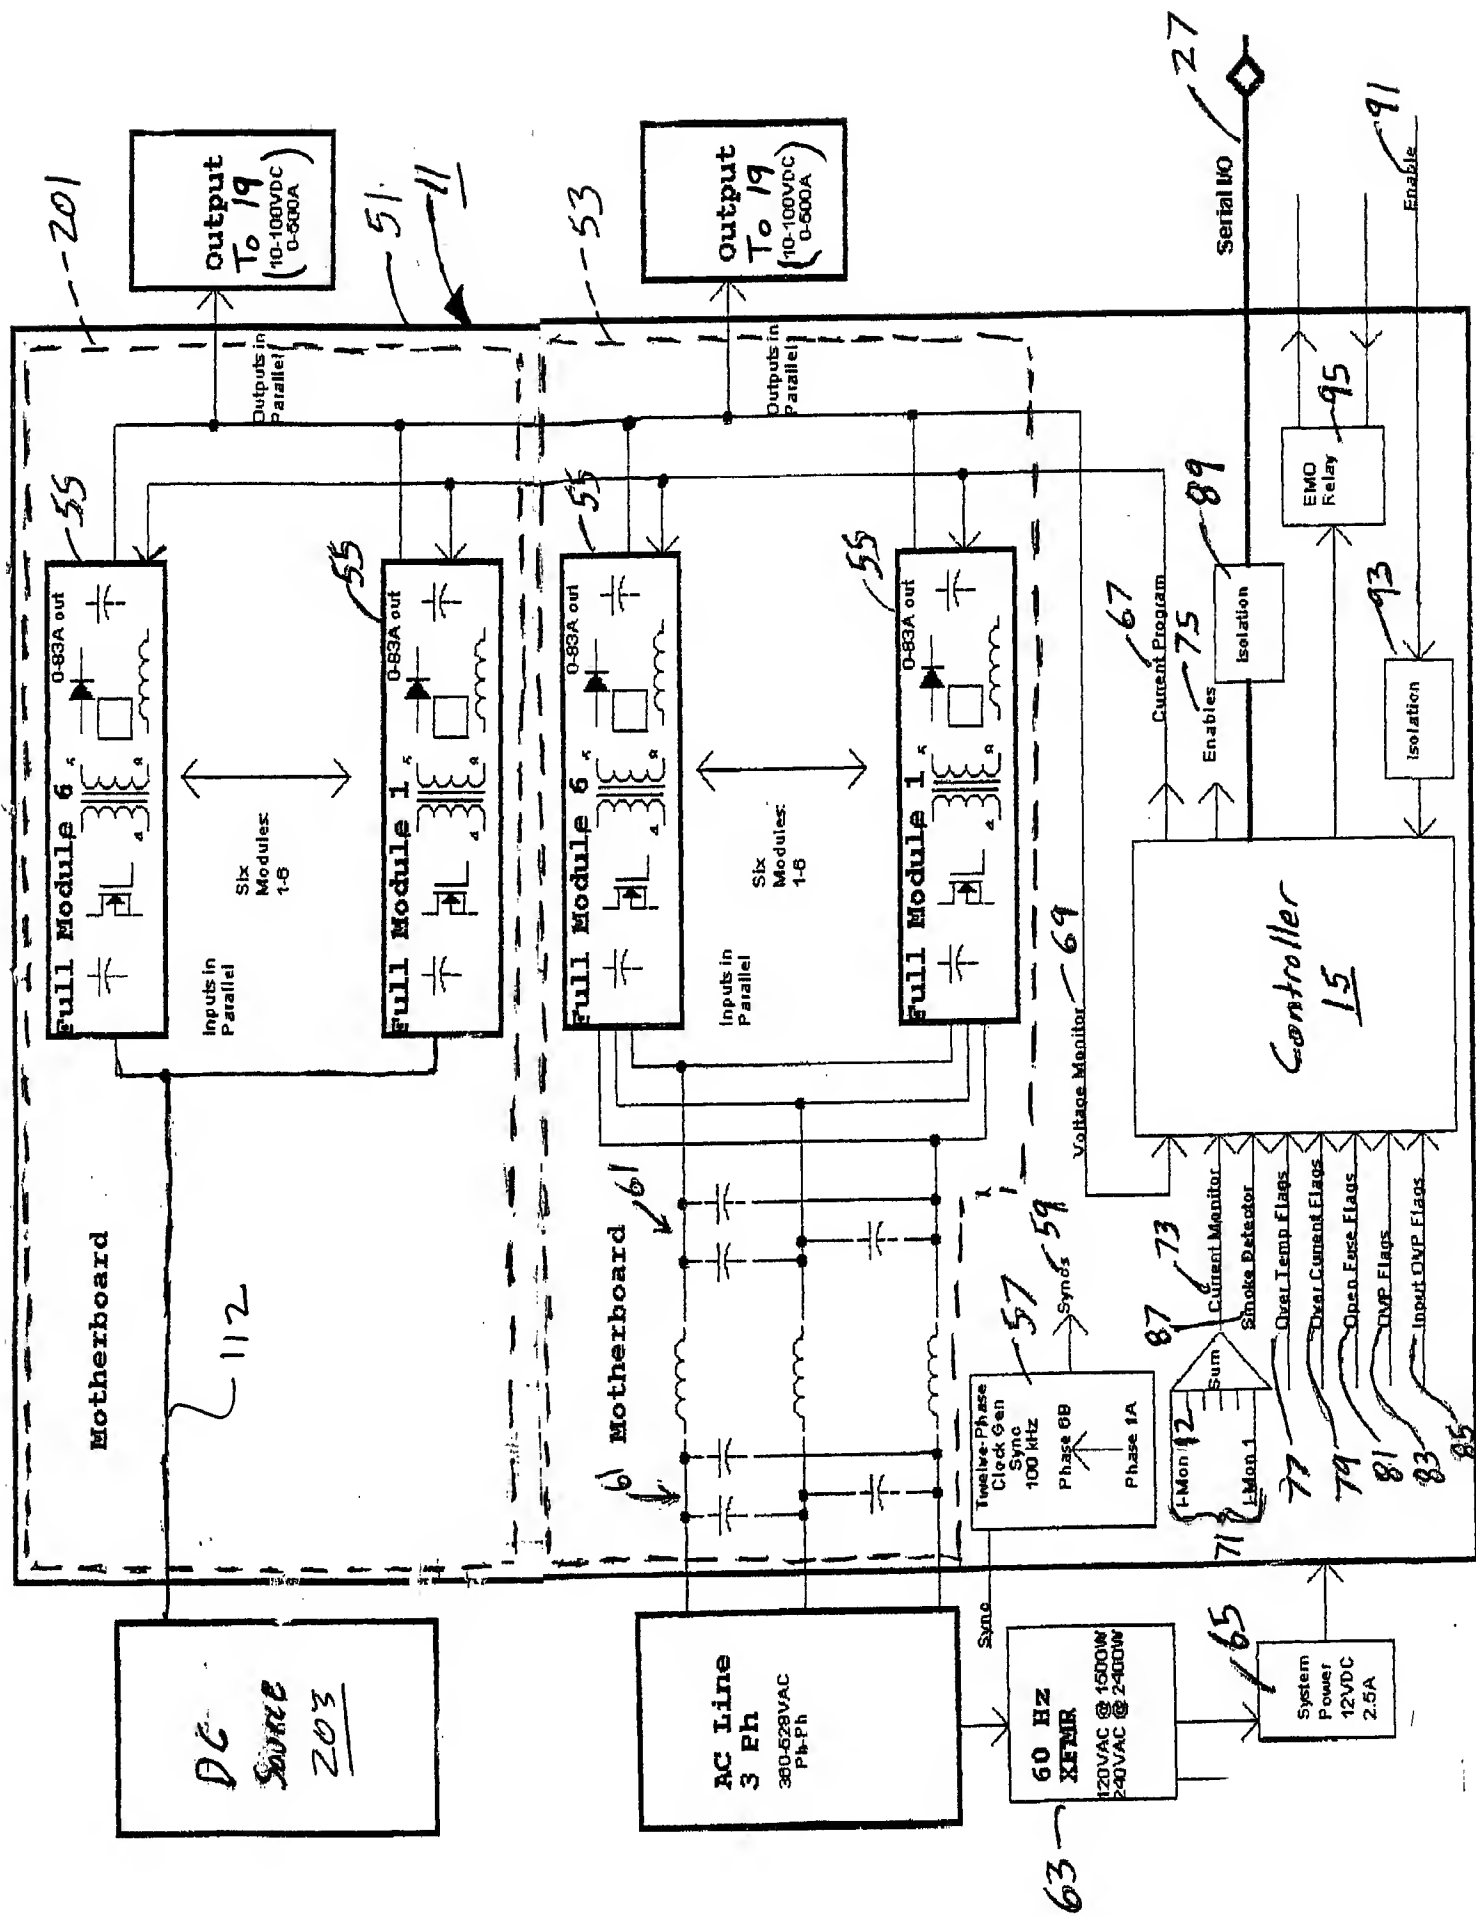 DC
Source
203
112
Motherboard
Inputs in
Parallel
Six
Modules:
1-6
Full Module 6
0-83A out
55
Full Module 1
55
Outputs in
Parallel
201
Output
To 19
(10-100VDC
0-500A)
51
11
AC Line
3 Ph
380-528VAC
Ph-Ph
61
Motherboard
61
Inputs in
Parallel
Six
Modules:
1-6
Full Module 6
0-83A out
55
Full Module 1
0-83A out
55
Outputs in
Parallel
53
Output
To 19
(10-100VDC
0-500A)
63
60 Hz
XFMR
120VAC @ 1500W
240VAC @ 2400W
Sync
Twelve-Phase
Clock Gen
Sync
100 kHz
Phase 6B
Phase 1A
57
Syncs
59
65
System
Power
12VDC
2.5A
I-Mon 12
I-Mon 1
71
Sum
87
73
Voltage Monitor
69
Current Monitor
Smoke Detector
Over Temp Flags
77
Over Current Flags
79
Open Fuse Flags
81
OVP Flags
83
Input OVP Flags
85
Controller
15
Current Program
67
Enables
75
Isolation
89
Serial I/O
27
EMO
Relay
95
Isolation
93
Enable
91